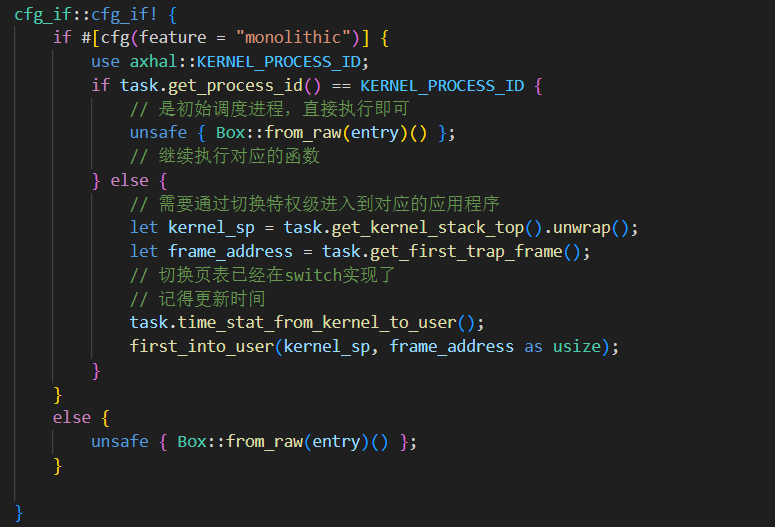 cfg_if::cfg_if! {
    if #[cfg(feature = "monolithic")] {
        use axhal::KERNEL_PROCESS_ID;
        if task.get_process_id() == KERNEL_PROCESS_ID {
            // 是初始调度进程，直接执行即可
            unsafe { Box::from_raw(entry)() };
            // 继续执行对应的函数
        } else {
            // 需要通过切换特权级进入到对应的应用程序
            let kernel_sp = task.get_kernel_stack_top().unwrap();
            let frame_address = task.get_first_trap_frame();
            // 切换页表已经在switch实现了
            // 记得更新时间
            task.time_stat_from_kernel_to_user();
            first_into_user(kernel_sp, frame_address as usize);
        }
    }
    else {
        unsafe { Box::from_raw(entry)() };
    }
}